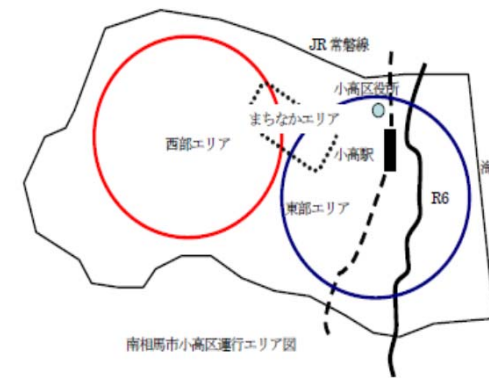 JR 常磐線
小高区役所
まちなかエリア
西部エリア
小高駅
東部エリア
R6
海
南相馬市小高区運行エリア図